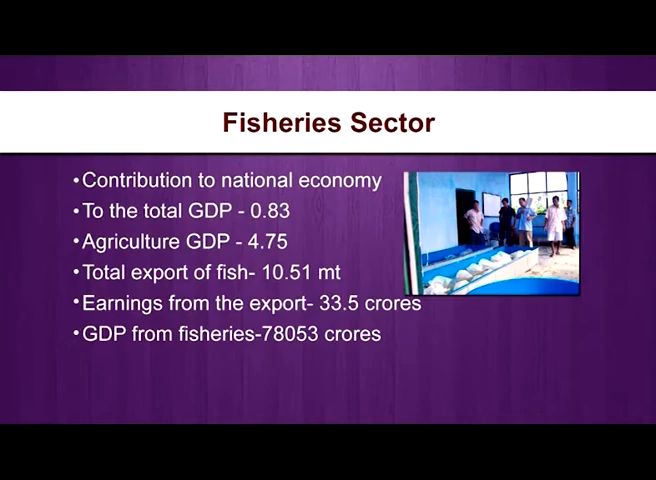 Fisheries Sector
•Contribution to national economy
•To the total GDP - 0.83
•Agriculture GDP - 4.75
•Total export of fish- 10.51 mt
•Earnings from the export- 33.5 crores
•GDP from fisheries-78053 crores